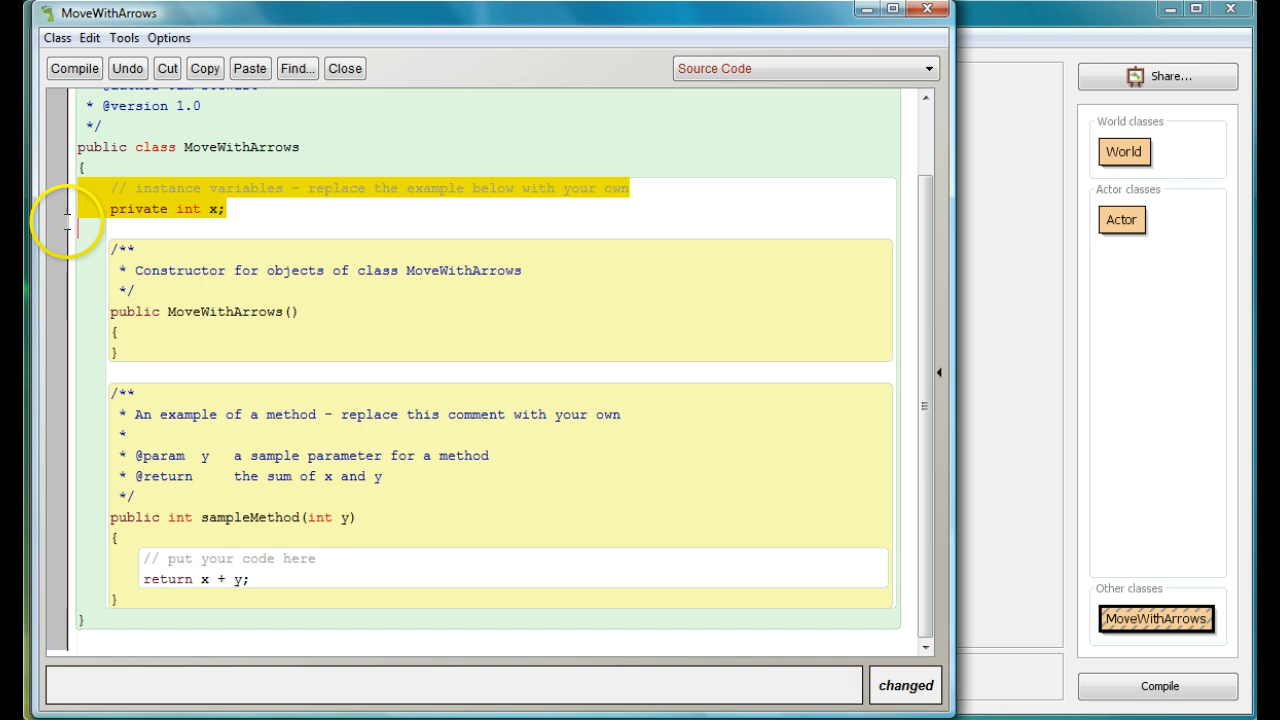 MoveWithArrows
Class Edit Tools Options
Compile Undo Cut Copy Paste Find... Close Source Code
* @version 1.0
*/
public class MoveWithArrows
{
// instance variables - replace the example below with your own
private int x;
/**
* Constructor for objects of class MoveWithArrows
*/
public MoveWithArrows()
{
}
/**
* An example of a method - replace this comment with your own
*
* @param y a sample parameter for a method
* @return the sum of x and y
*/
public int sampleMethod(int y)
{
// put your code here
return x + y;
}
}
changed
Share...
World classes
World
Actor classes
Actor
Other classes
MoveWithArrows
Compile